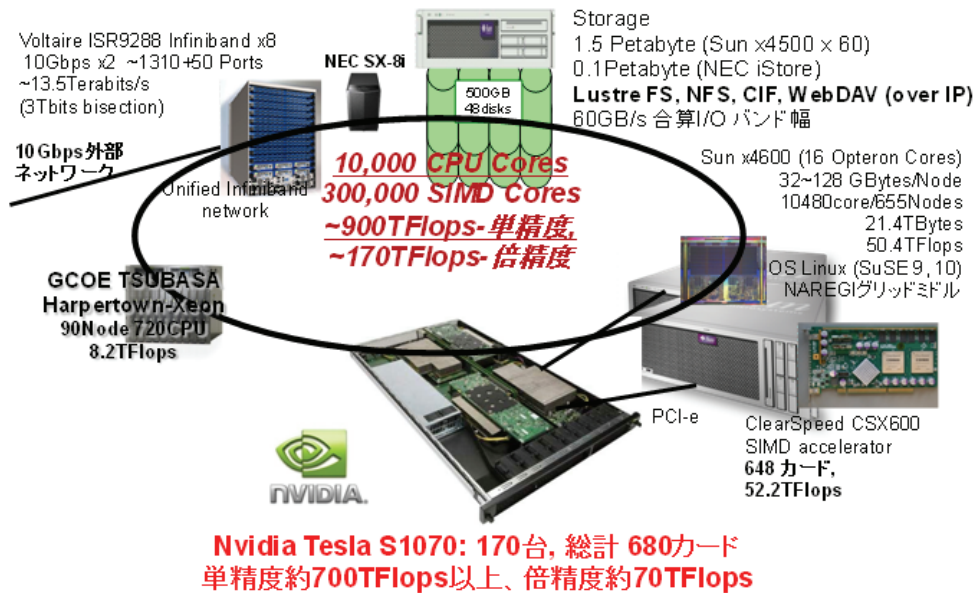 Voltaire ISR9288 Infiniband x8
10Gbps x2 ~1310+50 Ports
~13.5Terabits/s
(3Tbits bisection)
10Gbps外部
ネットワーク
Unified Infiniband
network
NEC SX-8i
500GB
48disks
Storage
1.5 Petabyte (Sun x4500 x 60)
0.1Petabyte (NEC iStore)
Lustre FS, NFS, CIF, WebDAV (over IP)
60GB/s 合算I/O バンド幅
10,000 CPU Cores
300,000 SIMD Cores
~900TFlops-単精度,
~170TFlops-倍精度
Sun x4600 (16 Opteron Cores)
32~128 GBytes/Node
10480core/655Nodes
21.4TBytes
50.4TFlops
OS Linux (SuSE 9, 10)
NAREGIグリッドミドル
GCOE TSUBASA
Harpertown-Xeon
90Node 720CPU
8.2TFlops
PCI-e
ClearSpeed CSX600
SIMD accelerator
648 カード,
52.2TFlops
NVIDIA.
Nvidia Tesla S1070: 170台, 総計 680カード
単精度約700TFlops以上、倍精度約70TFlops